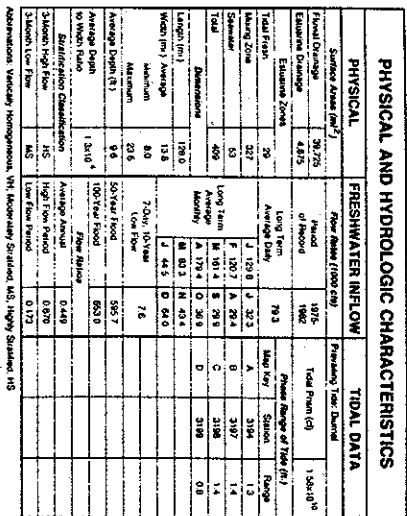 PHYSICAL AND HYDROLOGIC CHARACTERISTICS
PHYSICAL
Surface Areas (mi²)
Fluvial Drainage 39,725
Estuarine Drainage 4,875
Estuarine Zones
Tidal Fresh 29
Mixing Zone 327
Seawater 53
Total 409
Dimensions
Length (mi) 128.0
Width (mi) Average 13.8
Minimum 8.0
Maximum 23.6
Average Depth (ft) 9.6
Average Depth to Width Ratio 1.3x10⁻⁴
Stratification Classification
3-Month High Flow HS
3-Month Low Flow MS
FRESHWATER INFLOW
Flow Rates (1000 cfs)
Period of Record 1975-1982
Long Term Average Daily 79.3
Long Term Average Monthly
J 129.8 J 32.3
F 120.7 A 29.4
M 161.4 S 29.9
A 179.4 O 36.9
M 83.3 N 43.4
J 44.5 D 64.0
7-Day, 10-Year Low Flow 7.6
50-Year Flood 595.7
100-Year Flood 653.0
Flow Ratios
Average Annual 0.449
High Flow Period 0.870
Low Flow Period 0.173
TIDAL DATA
Prevailing Tide: Diurnal
Tidal Prism (cf) 1.58x10¹⁰
Phase Range of Tide (ft.)
Map Key Station Range
A 3194 1.3
B 3197 1.4
C 3198 1.4
D 3199 0.8
Abbreviations: Vertically Homogeneous, VH; Moderately Stratified, MS; Highly Stratified, HS